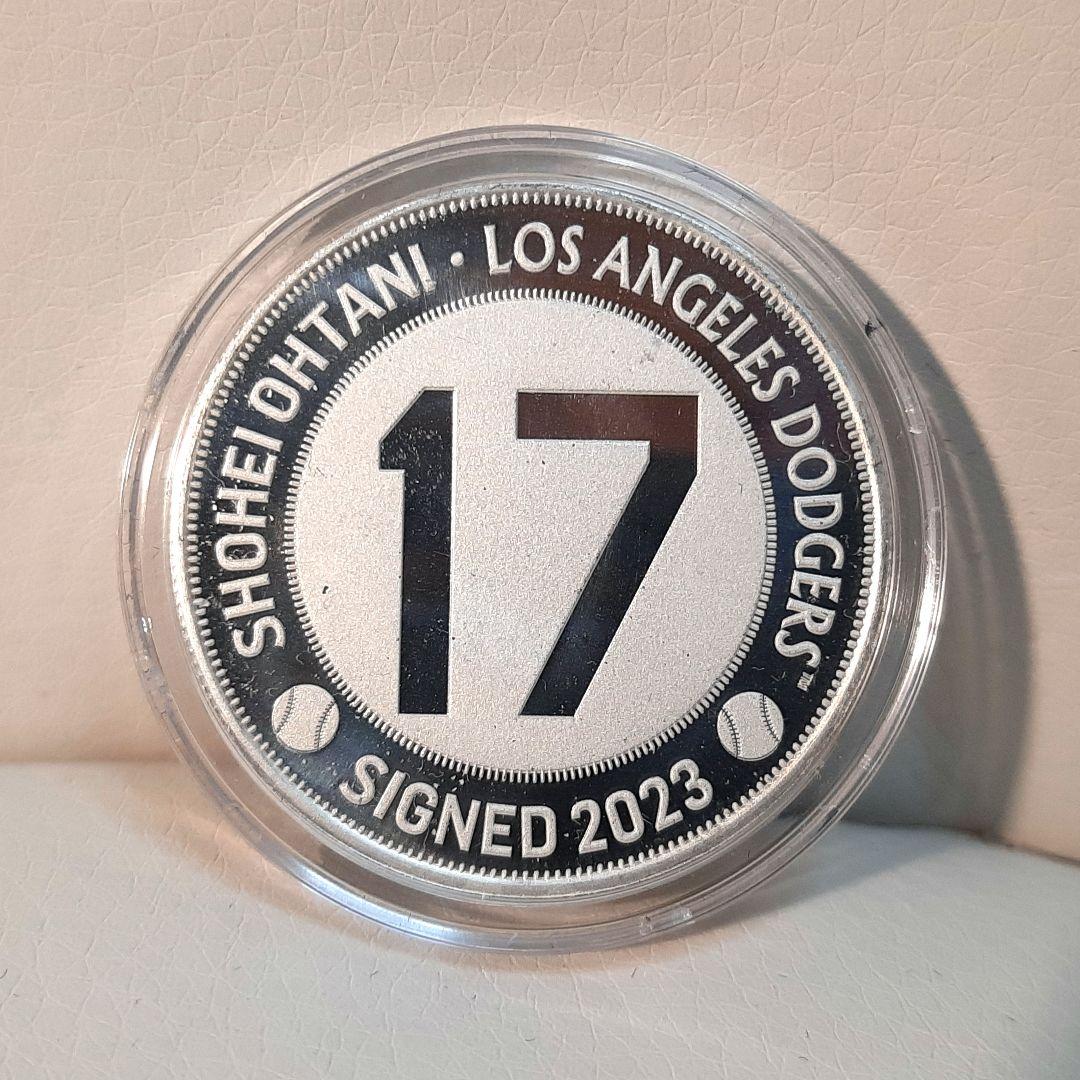 SHOHEI OHTANI · LOS ANGELES DODGERS™
17
SIGNED 2023